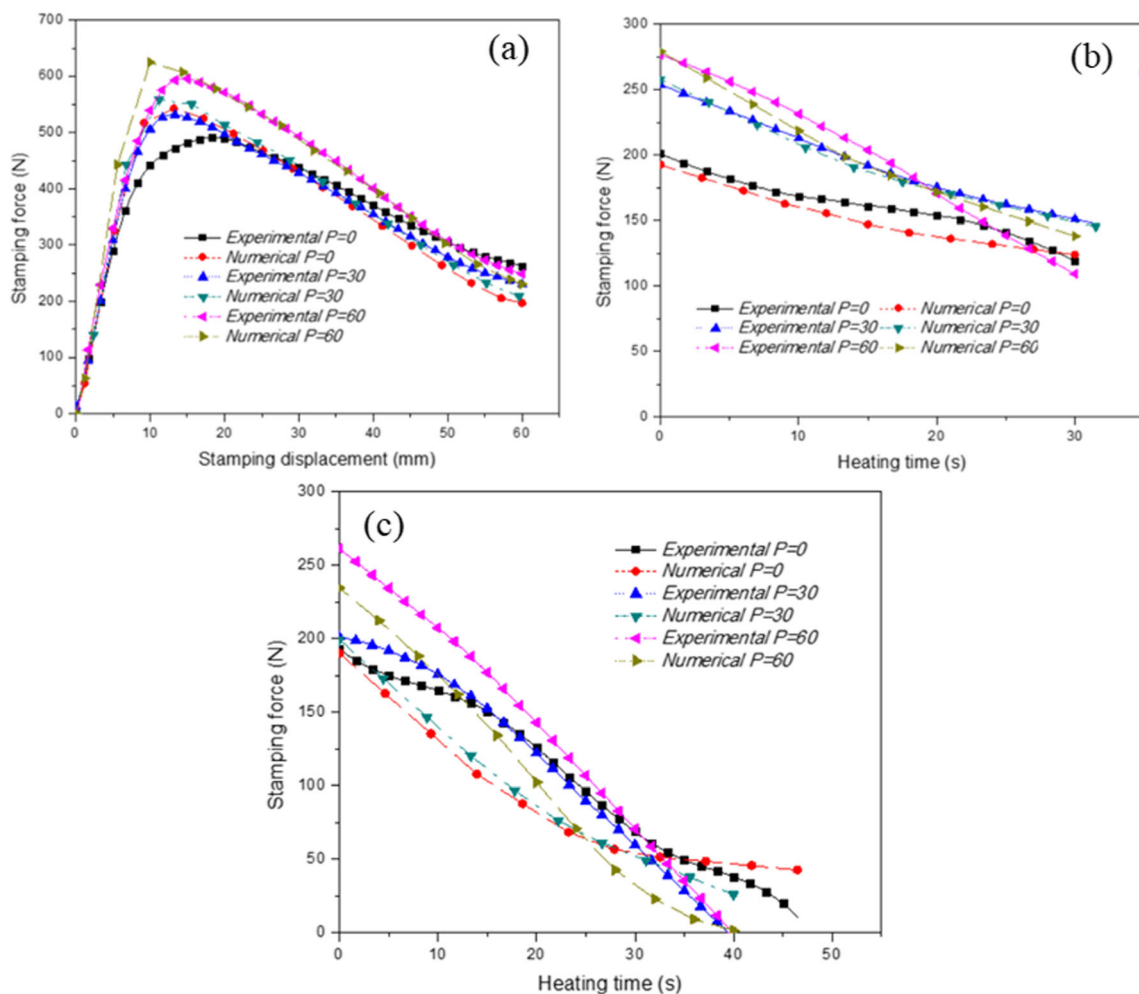 (a)
700
600
500
400
300
200
100
0
Stamping force (N)
Experimental P=0
Numerical P=0
Experimental P=30
Numerical P=30
Experimental P=60
Numerical P=60
0 10 20 30 40 50 60
Stamping displacement (mm)
(b)
300
250
200
150
100
50
0
Stamping force (N)
Experimental P=0 Numerical P=0
Experimental P=30 Numerical P=30
Experimental P=60 Numerical P=60
0 10 20 30
Heating time (s)
(c)
300
250
200
150
100
50
0
Stamping force (N)
Experimental P=0
Numerical P=0
Experimental P=30
Numerical P=30
Experimental P=60
Numerical P=60
0 10 20 30 40 50
Heating time (s)